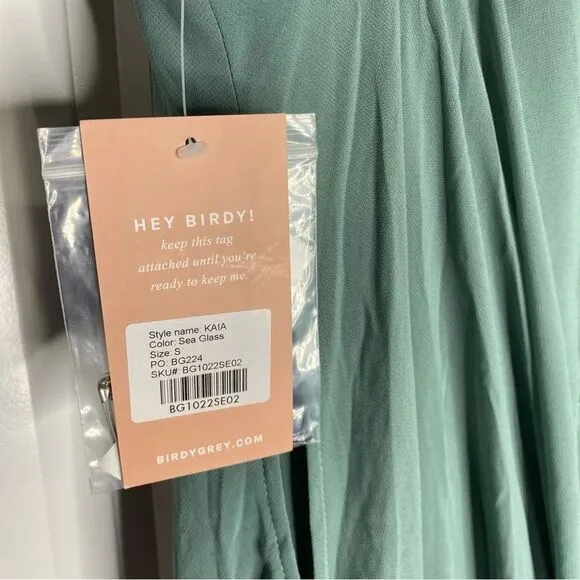 HEY BIRDY!
keep this tag
attached until you're
ready to keep me.
Style name: KAIA
Color: Sea Glass
Size: S
PO: BG224
SKU#: BG1022SE02
BG1022SE02
BIRDYGREY.COM